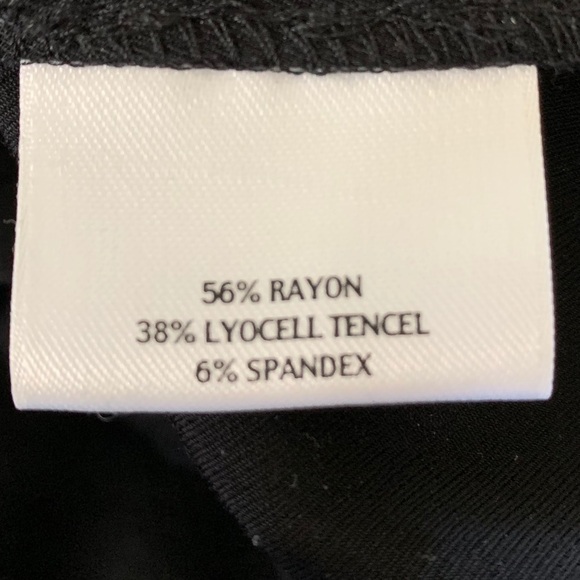 56% RAYON
38% LYOCELL TENCEL
6% SPANDEX